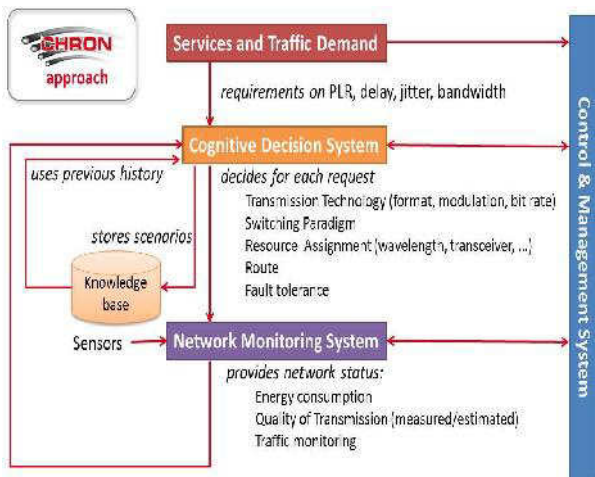 CHRON
approach
Services and Traffic Demand
requirements on PLR, delay, jitter, bandwidth
Cognitive Decision System
uses previous history
decides for each request
Transmission Technology (format, modulation, bit rate)
Switching Paradigm
stores scenarios
Resource Assignment (wavelength, transceiver, ...)
Route
Fault tolerance
Knowledge
base
Sensors
Network Monitoring System
provides network status:
Energy consumption
Quality of Transmission (measured/estimated)
Traffic monitoring
Control & Management System